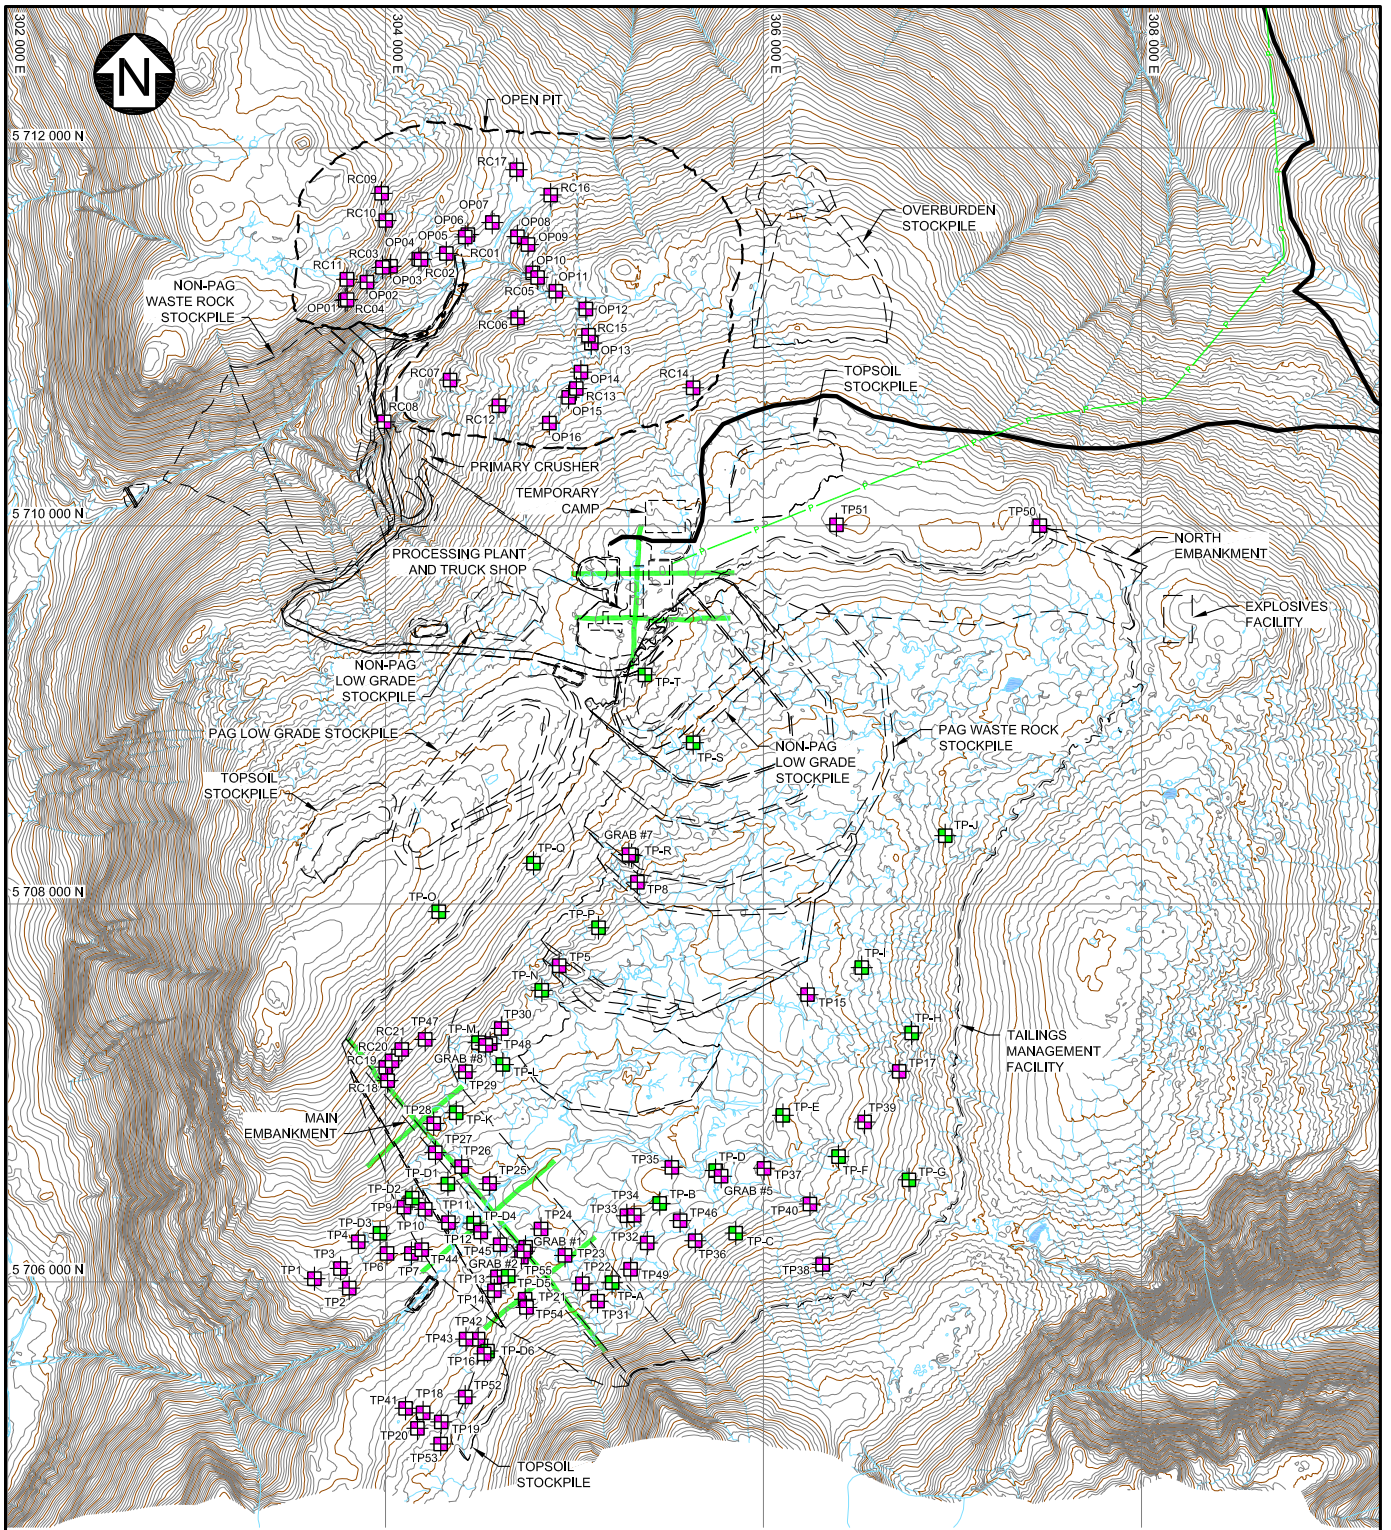 302 000 E
304 000 E
306 000 E
308 000 E
N
5 712 000 N
OPEN PIT
RC17
RC09
RC16
RC10
OP07
OP06
OP08
OP05
OP09
OP04
RC03
RC01
RC02
OP10
RC11
OP03
OP11
OP02
RC05
OP01
RC04
OP12
RC06
RC15
OP13
OP14
RC07
RC14
RC13
RC12
OP15
RC08
OP16
OVERBURDEN
STOCKPILE
NON-PAG
WASTE ROCK
STOCKPILE
TOPSOIL
STOCKPILE
PRIMARY CRUSHER
TEMPORARY
CAMP
5 710 000 N
TP51
TP50
NORTH
EMBANKMENT
PROCESSING PLANT
AND TRUCK SHOP
P
P
P
P
P
P
P
P
EXPLOSIVES
FACILITY
NON-PAG
LOW GRADE
STOCKPILE
TP-T
PAG LOW GRADE STOCKPILE
PAG WASTE ROCK
STOCKPILE
NON-PAG
LOW GRADE
STOCKPILE
TP-S
TOPSOIL
STOCKPILE
TP-J
GRAB #7
TP-R
TP-Q
TP8
5 708 000 N
TP-O
TP-P
TP5
TP-I
TP-N
TP15
TP30
TP-H
TP47
TP-M
RC21
TP48
RC20
GRAB #8
RC19
TP-L
TP29
TP17
RC18
TAILINGS
MANAGEMENT
FACILITY
MAIN
EMBANKMENT
TP28
TP-K
TP-E
TP39
TP27
TP26
TP25
TP35
TP-D
TP37
TP-F
TP-D1
GRAB #5
TP-G
TP-D2
TP9
TP11
TP34
TP-B
TP40
TP-D3
TP10
TP-D4
TP33
TP46
TP4
TP12
TP24
TP32
TP36
TP-C
TP3
TP6
TP7
TP44
TP45
GRAB #1
TP23
TP38
5 706 000 N
TP1
GRAB #2
TP55
TP22
TP49
TP2
TP13
TP-D5
TP-A
TP14
TP21
TP31
TP54
TP42
TP43
TP16
TP-D6
TP52
TP41
TP18
TP20
TP19
TP53
TOPSOIL
STOCKPILE